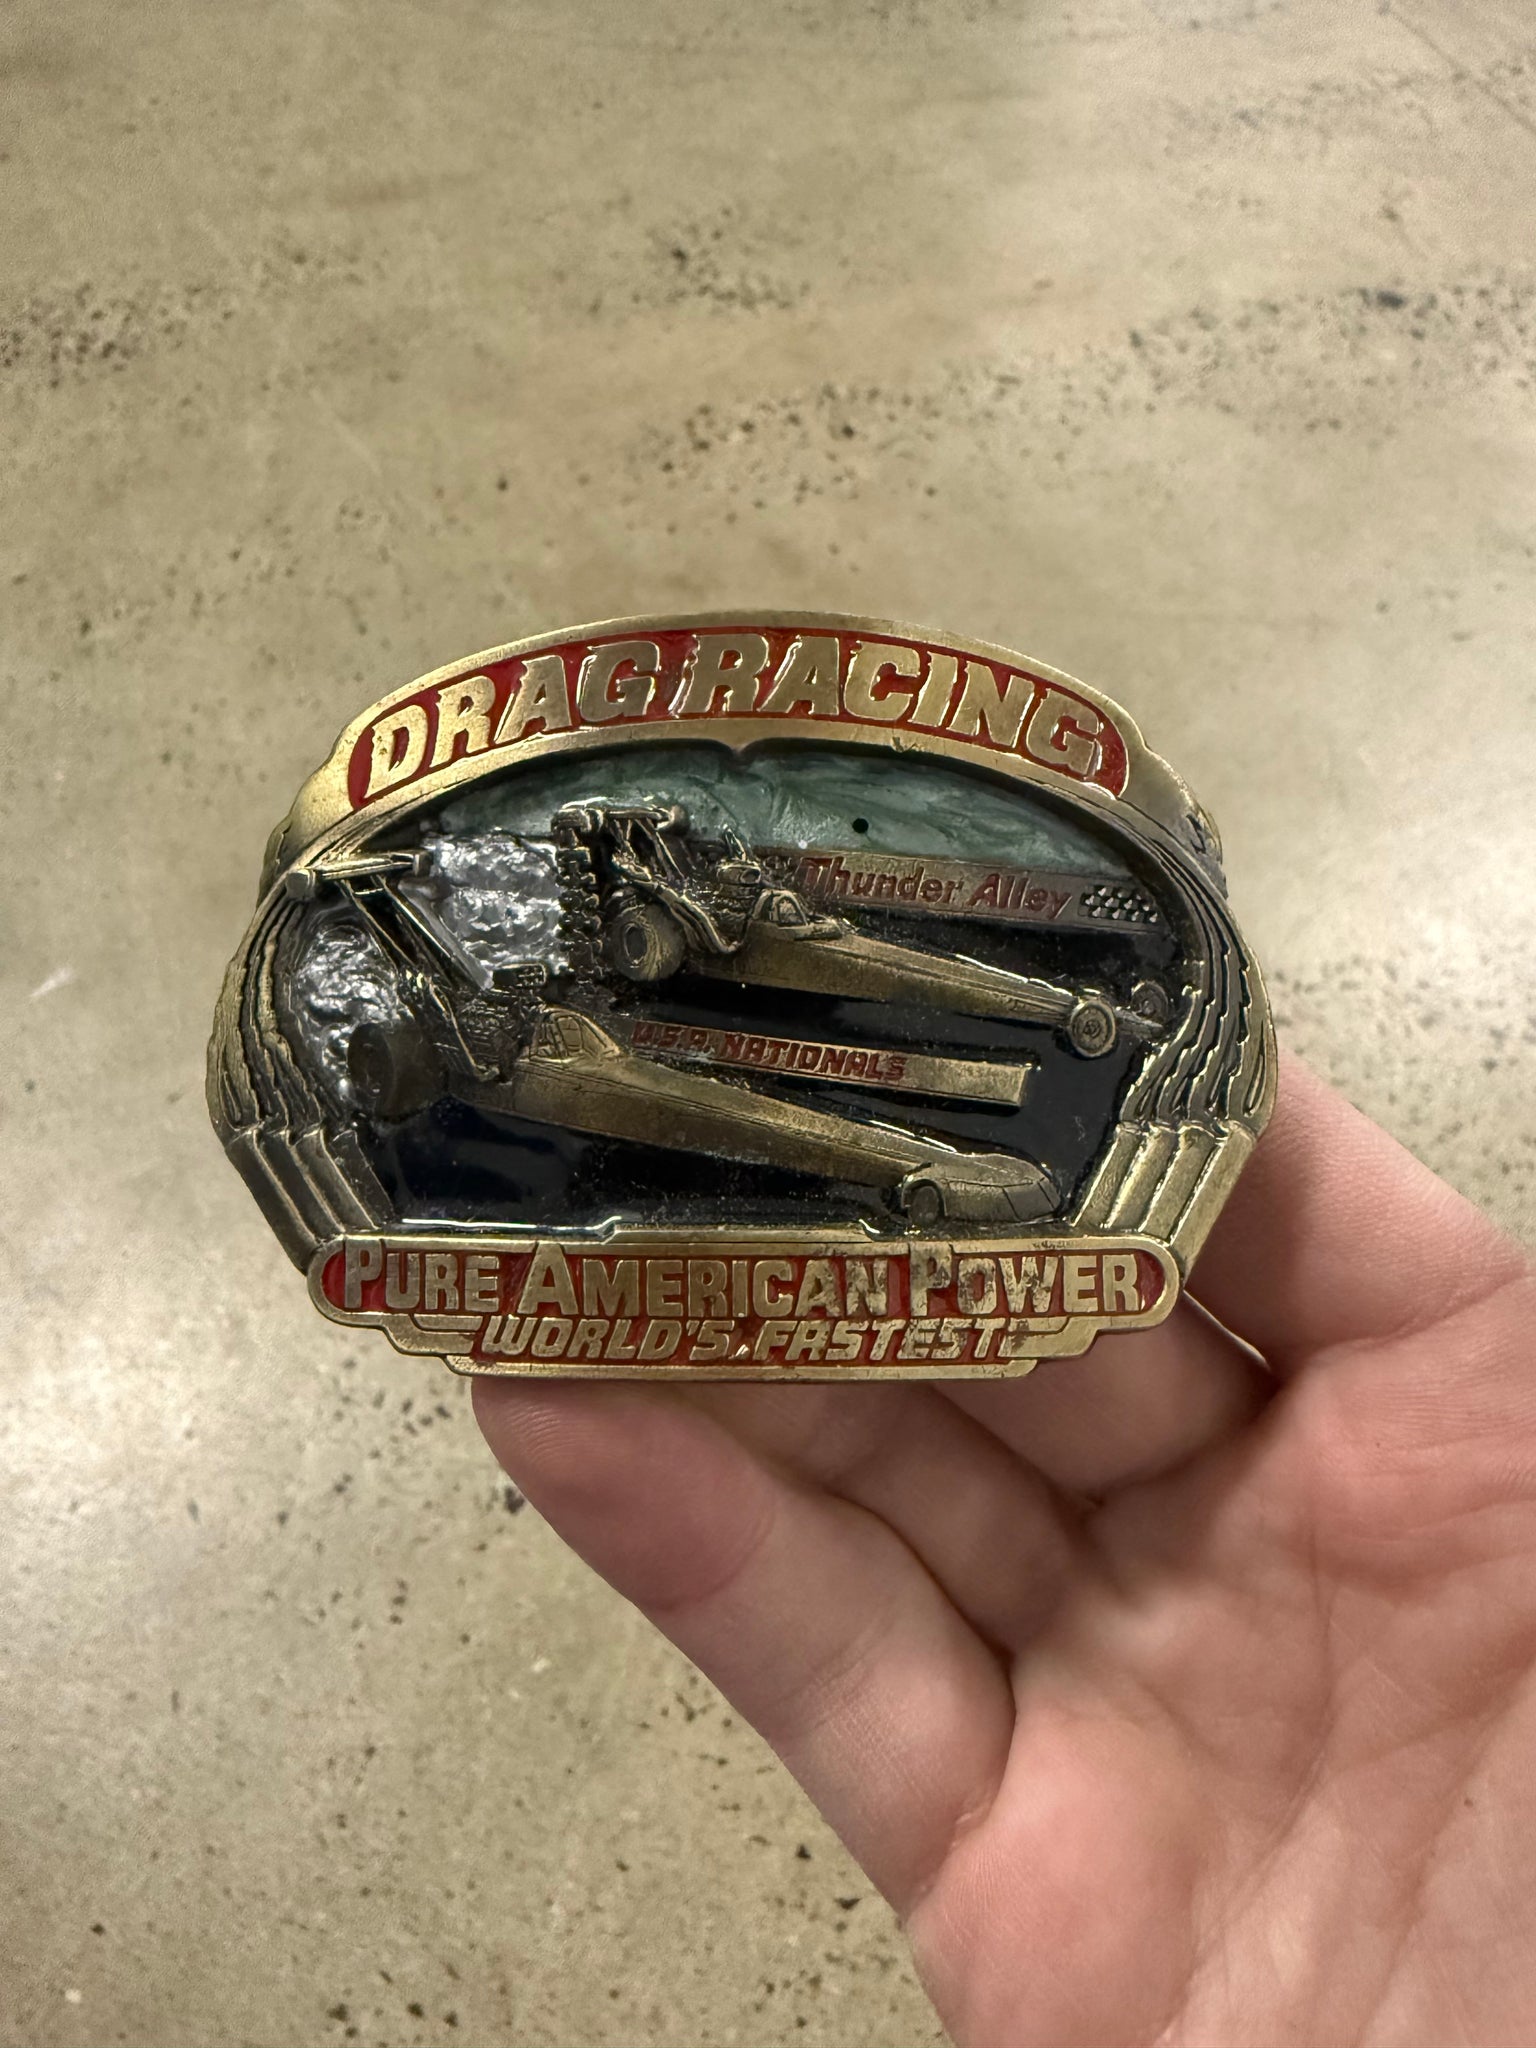 DRAG RACING
Thunder Alley
U.S.A. NATIONALS
PURE AMERICAN POWER
WORLD'S FASTEST!